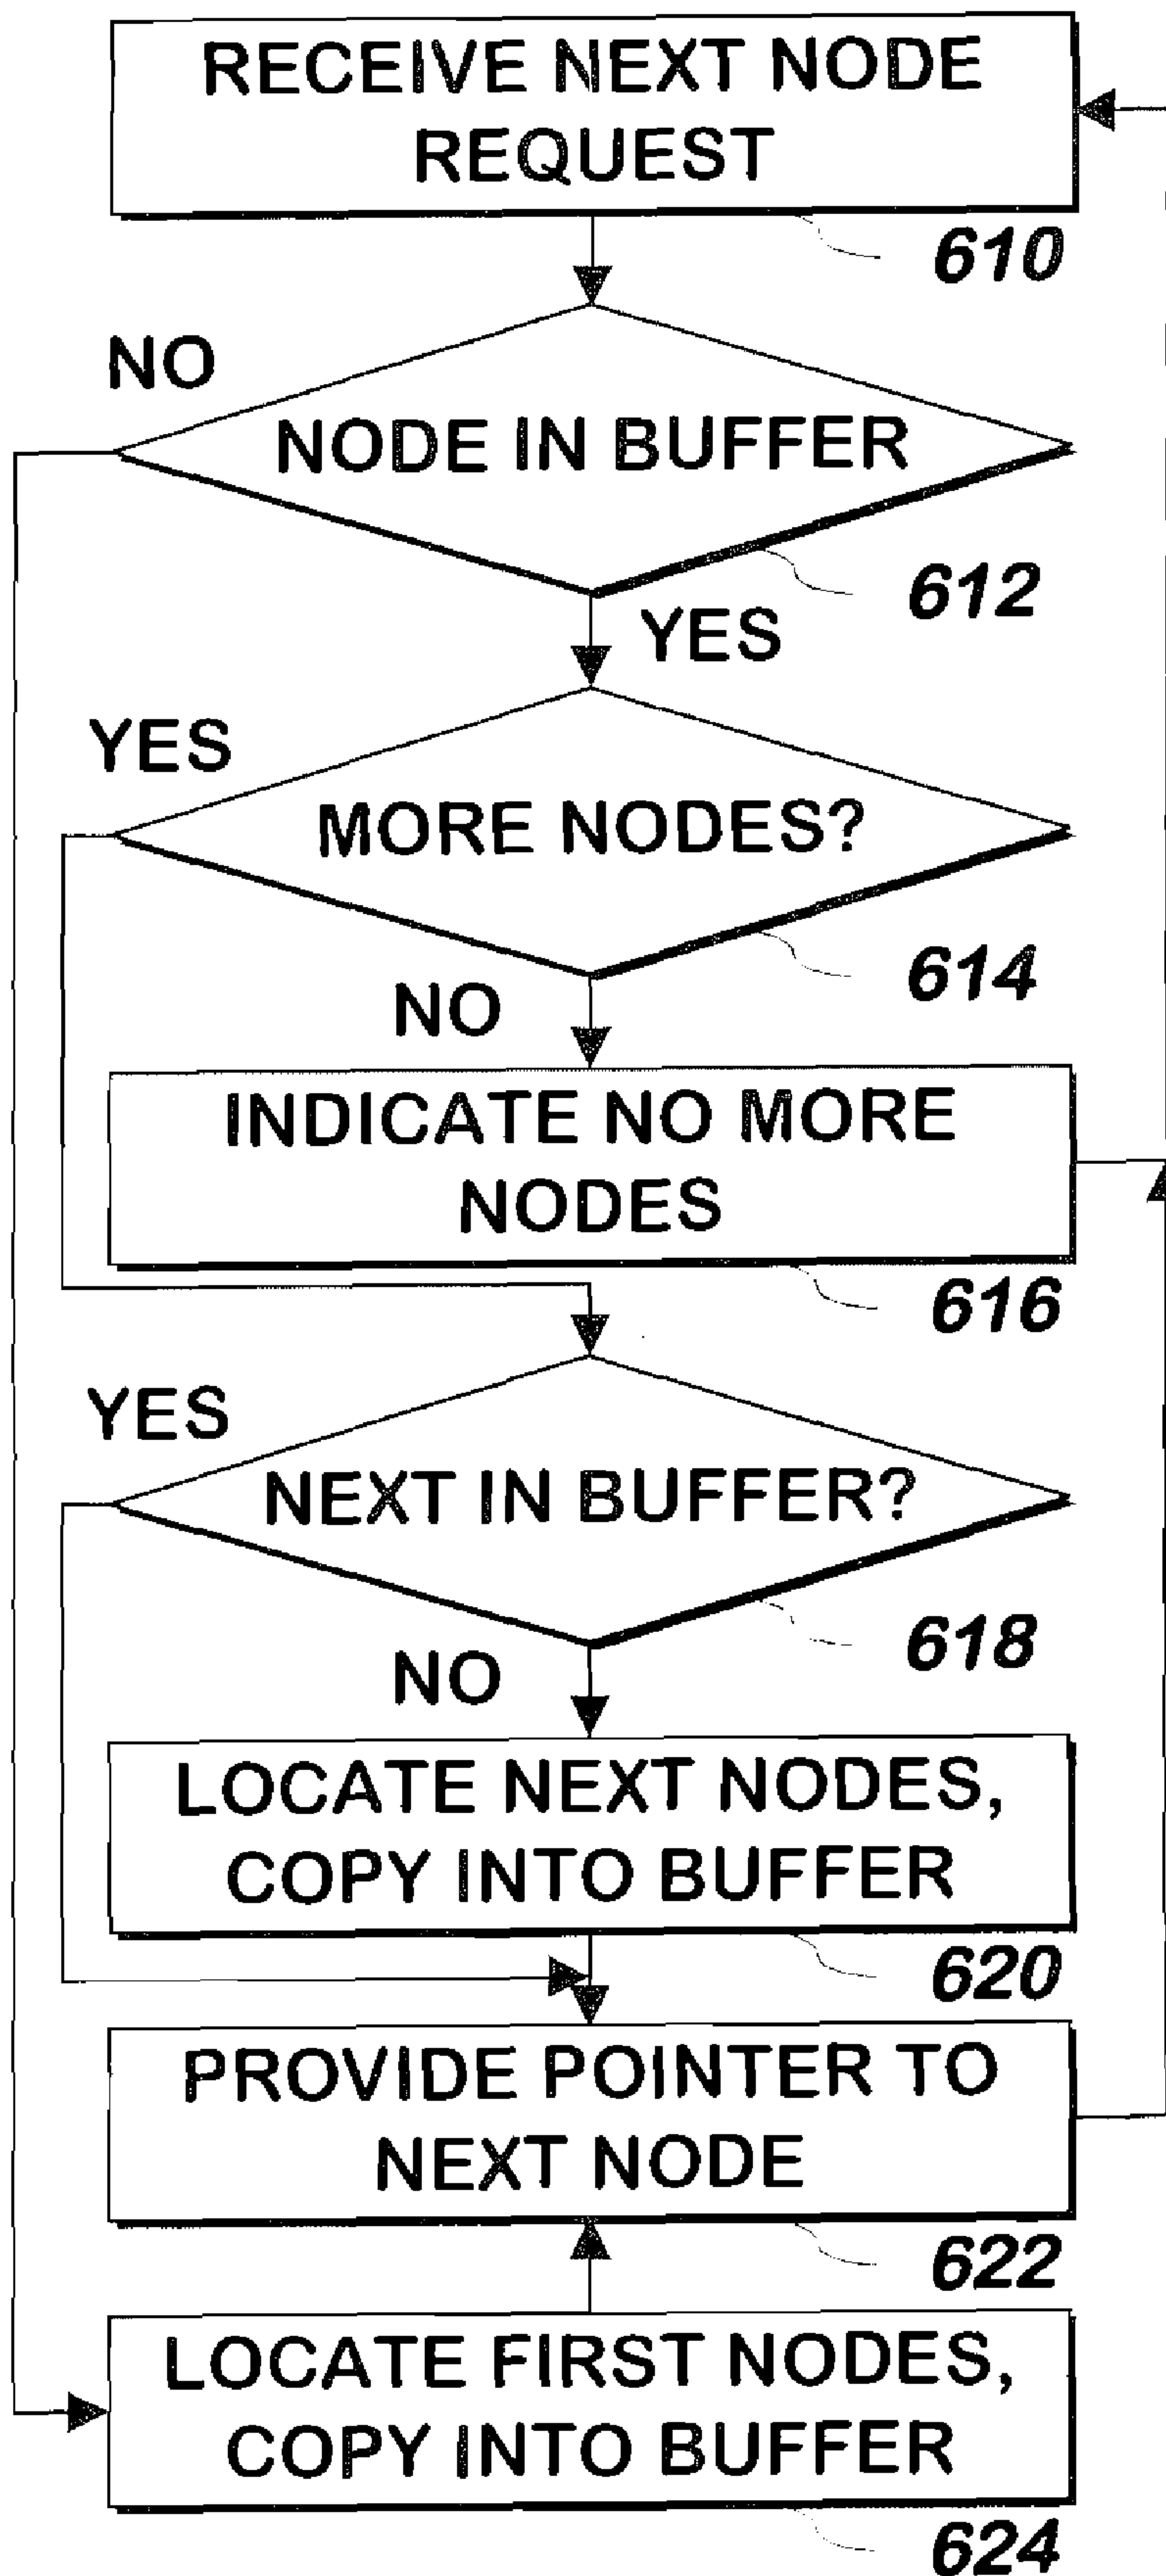 RECEIVE NEXT NODE
REQUEST
610
NO
NODE IN BUFFER
612
YES
YES
MORE NODES?
614
NO
INDICATE NO MORE
NODES
616
YES
NEXT IN BUFFER?
618
NO
LOCATE NEXT NODES,
COPY INTO BUFFER
620
PROVIDE POINTER TO
NEXT NODE
622
LOCATE FIRST NODES,
COPY INTO BUFFER
624